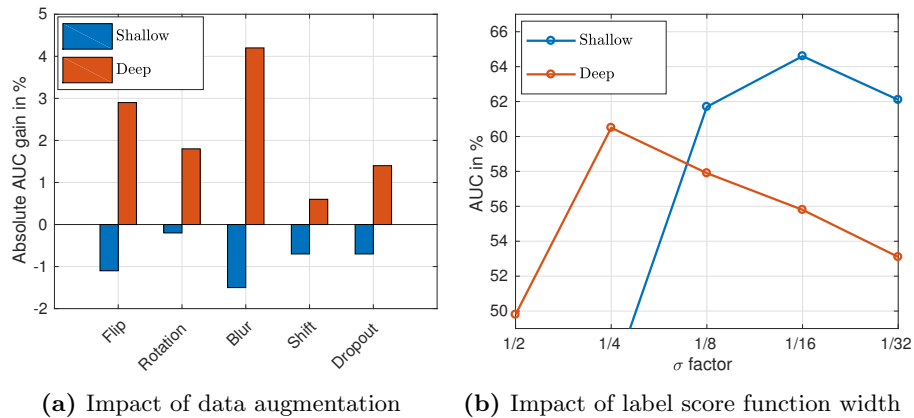 5
4
3
2
1
0
-1
-2
Absolute AUC gain in %
Shallow
Deep
Flip
Rotation
Blur
Shift
Dropout
(a) Impact of data augmentation
66
64
62
60
58
56
54
52
50
AUC in %
Shallow
Deep
1/2
1/4
1/8
1/16
1/32
σ factor
(b) Impact of label score function width